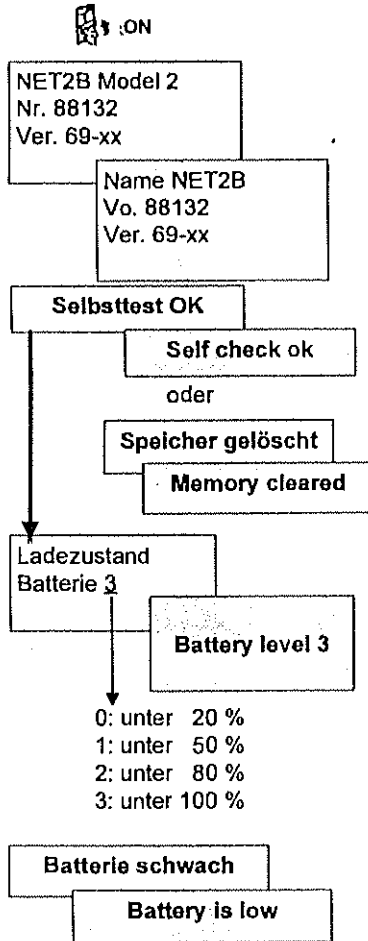 :ON
NET2B Model 2
Nr. 88132
Ver. 69-xx
Name NET2B
Vo. 88132
Ver. 69-xx
Selbsttest OK
Self check ok
oder
Speicher gelöscht
Memory cleared
Ladezustand
Batterie 3
Battery level 3
0: unter 20 %
1: unter 50 %
2: unter 80 %
3: unter 100 %
Batterie schwach
Battery is low